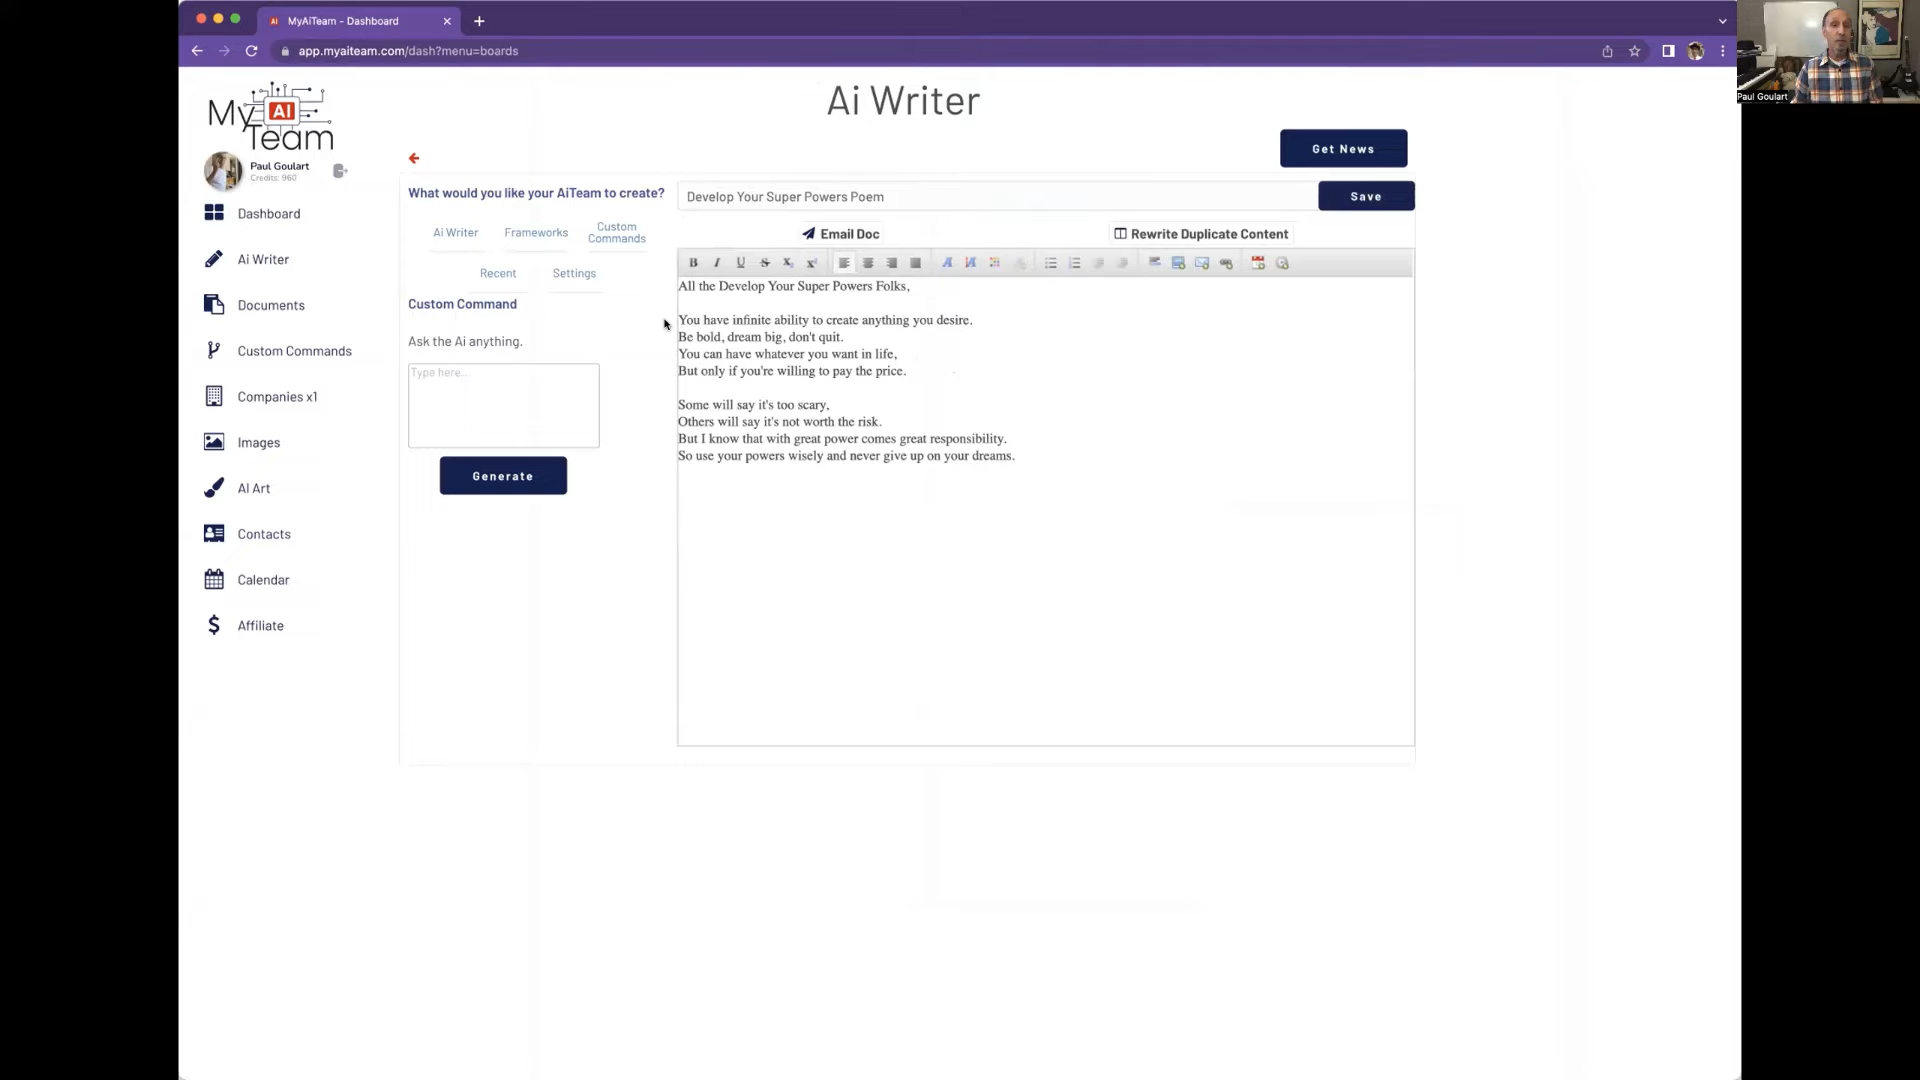 MyAiTeam - Dashboard
app.myaiteam.com/dash?menu=boards
Paul Goulart
My AI Team
Paul Goulart
Credits: 960
Dashboard
Ai Writer
Documents
Custom Commands
Companies x1
Images
AI Art
Contacts
Calendar
Affiliate
Ai Writer
Get News
What would you like your AiTeam to create?
Ai Writer
Frameworks
Custom
Commands
Recent
Settings
Custom Command
Ask the Ai anything.
Type here..
Generate
Develop Your Super Powers Poem
Save
Email Doc
Rewrite Duplicate Content
All the Develop Your Super Powers Folks,
You have infinite ability to create anything you desire.
Be bold, dream big, don't quit.
You can have whatever you want in life,
But only if you're willing to pay the price.
Some will say it's too scary,
Others will say it's not worth the risk.
But I know that with great power comes great responsibility.
So use your powers wisely and never give up on your dreams.